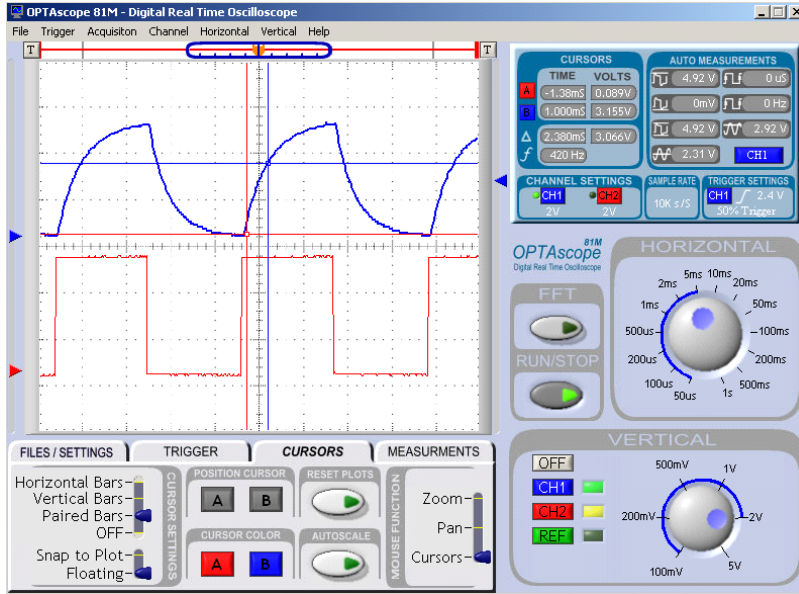 OPTAscope 81M - Digital Real Time Oscilloscope
File Trigger Acquisiton Channel Horizontal Vertical Help
T T
CURSORS
TIME VOLTS
A -1.38mS 0.089V
B 1.000mS 3.155V
Δ 2.380mS 3.066V
f 420 Hz
AUTO MEASUREMENTS
4.92 V 0 uS
0mV 0 Hz
4.92 V 2.92 V
2.31 V CH1
CHANNEL SETTINGS
CH1 CH2
2V 2V
SAMPLE RATE
10K s/S
TRIGGER SETTINGS
CH1 2.4 V
50% Trigger
81M
OPTAscope
Digital Real Time Oscilloscope
FFT
RUN/STOP
HORIZONTAL
50us
100us
200us
500us
1ms
2ms
5ms
10ms
20ms
50ms
100ms
200ms
500ms
1s
VERTICAL
OFF
CH1
CH2
REF
100mV
200mV
500mV
1V
2V
5V
FILES / SETTINGS TRIGGER CURSORS MEASURMENTS
Horizontal Bars
Vertical Bars
Paired Bars
OFF
Snap to Plot
Floating
CURSOR SETTINGS
POSITION CURSOR
A B
CURSOR COLOR
A B
RESET PLOTS
AUTOSCALE
MOUSE FUNCTION
Zoom
Pan
Cursors